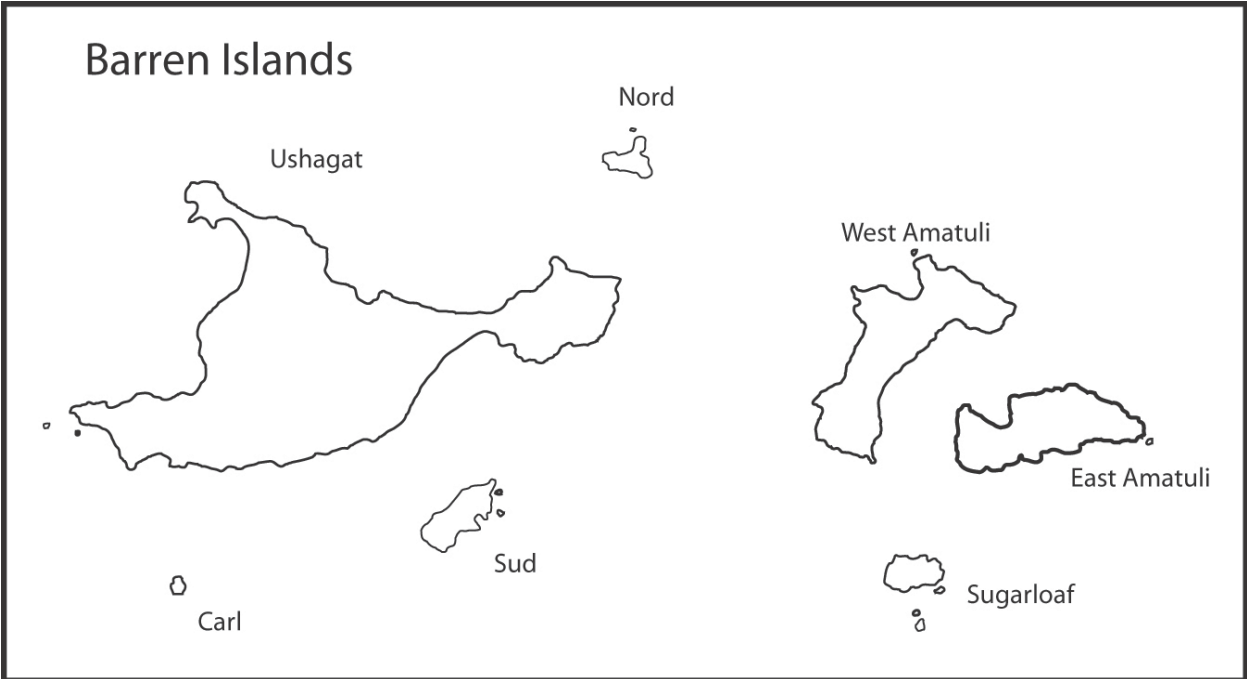 Barren Islands
Nord
Ushagat
West Amatuli
East Amatuli
Sud
Sugarloaf
Carl